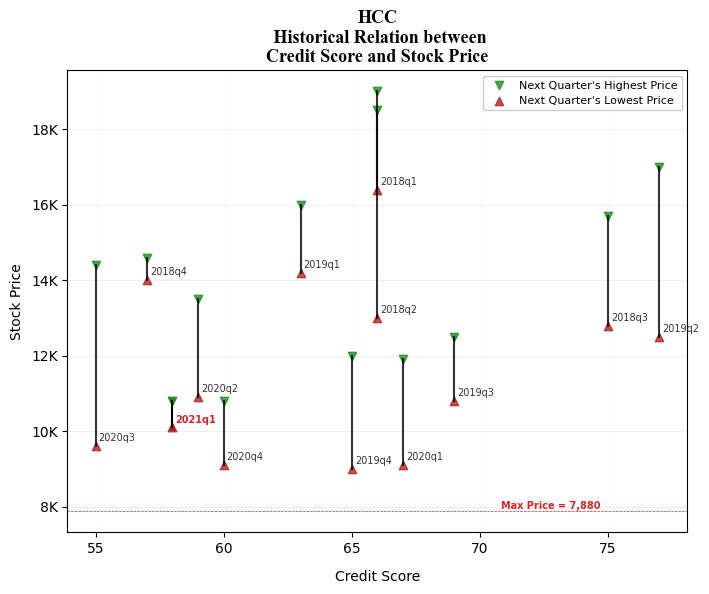 HCC
Historical Relation between
Credit Score and Stock Price
Next Quarter's Highest Price
Next Quarter's Lowest Price
18K
16K
14K
12K
10K
8K
Stock Price
2018q1
2019q1
2018q4
2018q2
2018q3
2019q2
2020q2
2019q3
2021q1
2020q3
2020q4
2019q4
2020q1
Max Price = 7,880
55
60
65
70
75
Credit Score